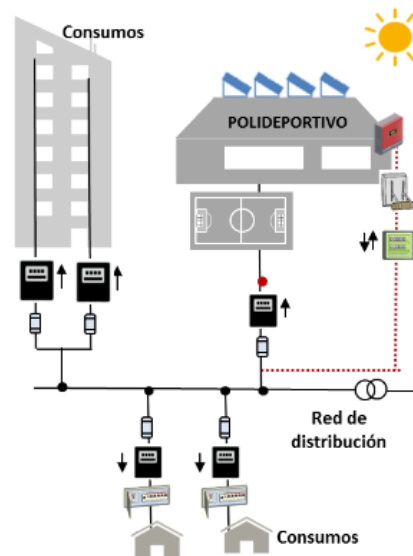 Consumos
POLIDEPORTIVO
Red de
distribución
Consumos